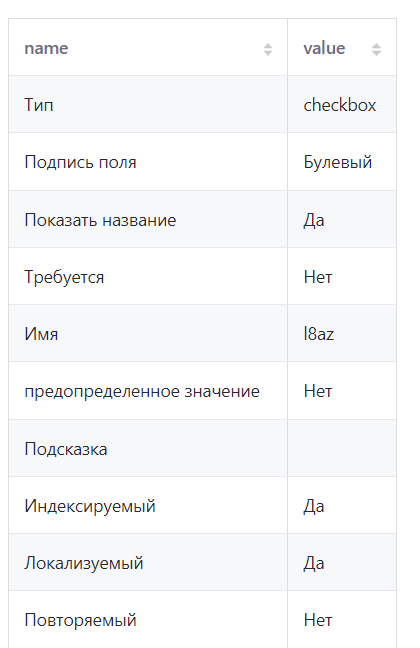 name value
Тип checkbox
Подпись поля Булевый
Показать название Да
Требуется Нет
Имя l8az
предопределенное значение Нет
Подсказка
Индексируемый Да
Локализуемый Да
Повторяемый Нет